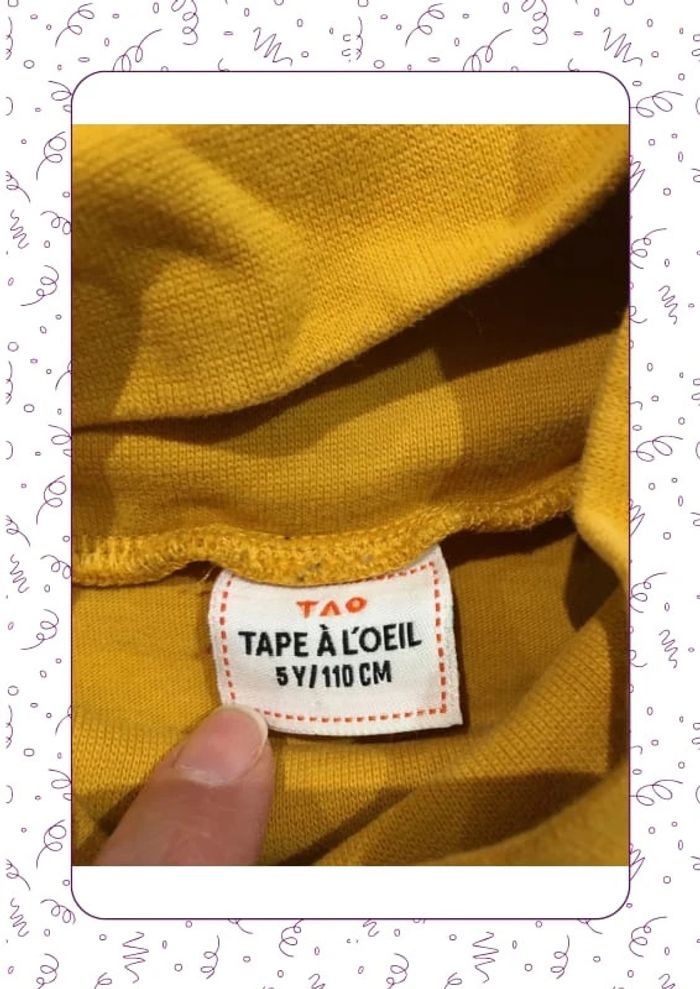 TAO
TAPE À L'OEIL
5 Y/110 CM